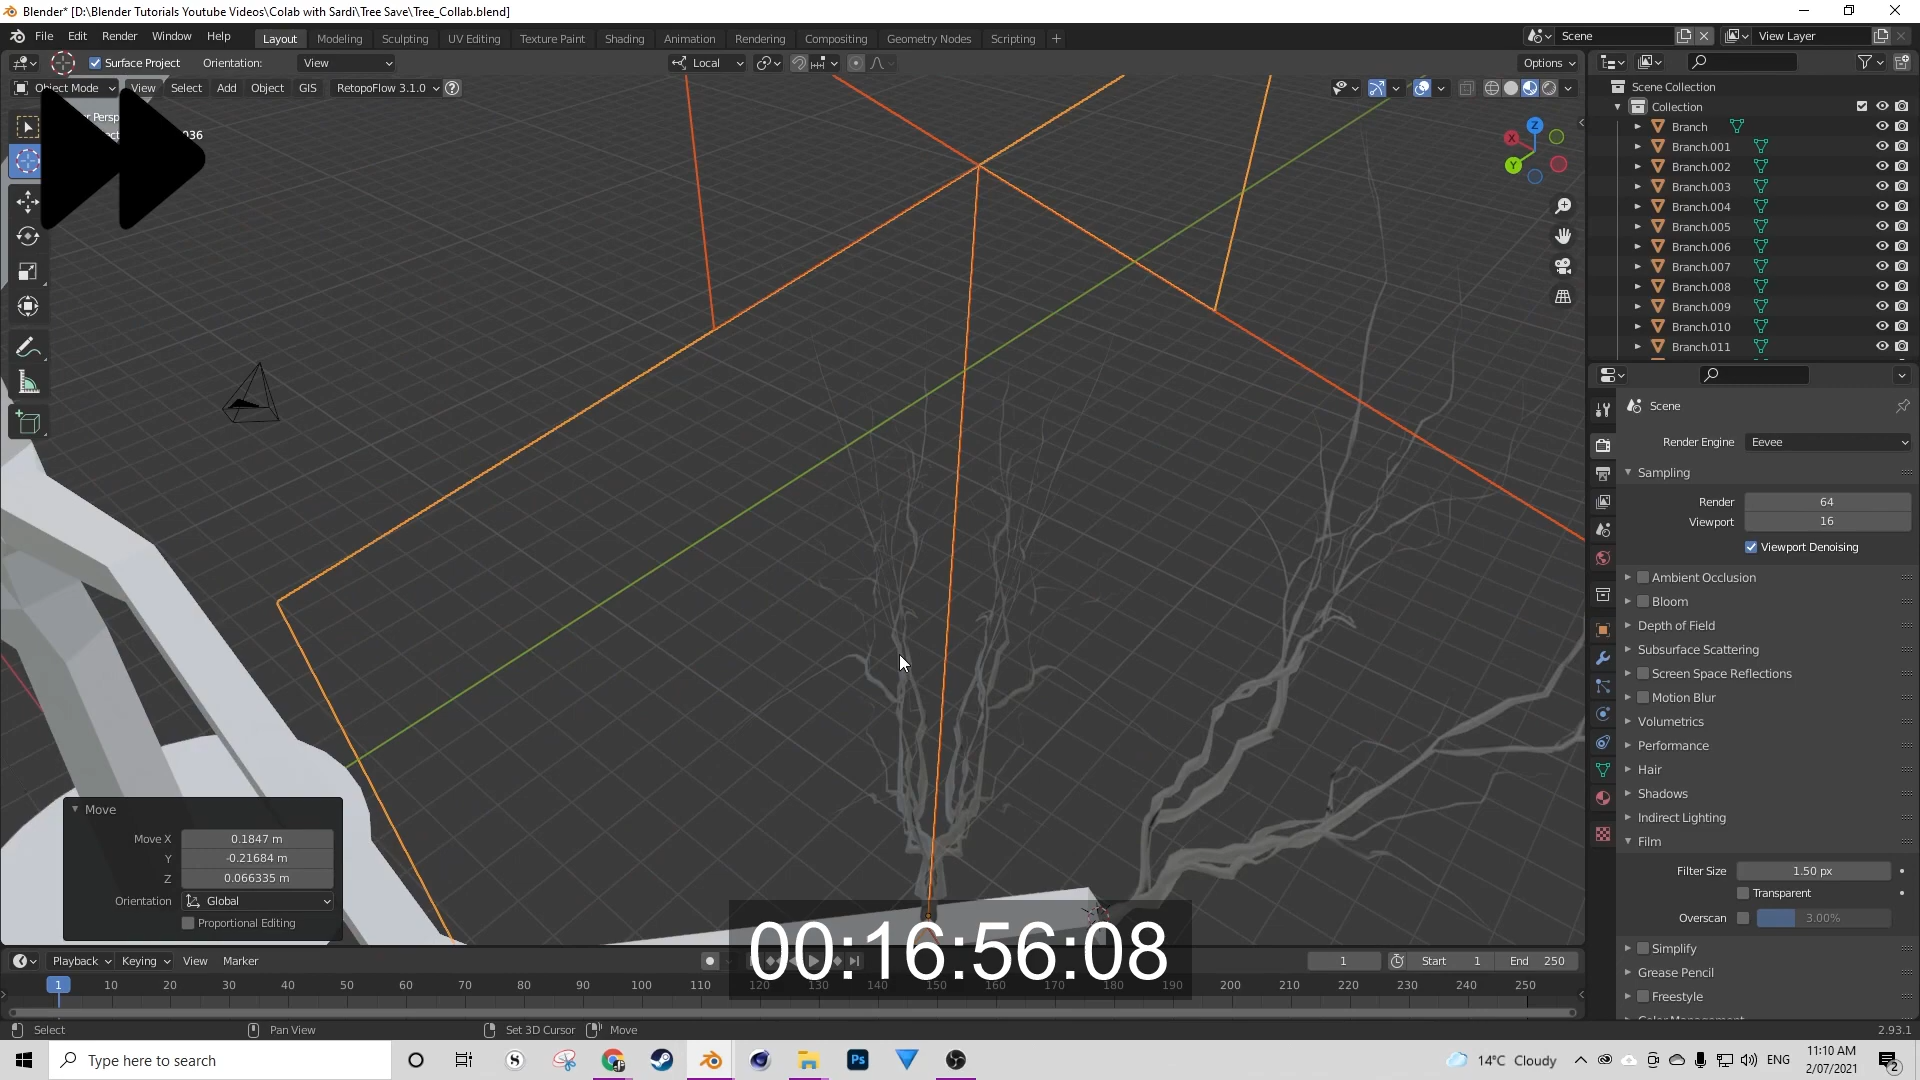 Blender* [D:\Blender Tutorials Youtube Videos\Colab with Sardi\Tree Save\Tree_Collab.blend]
File Edit Render Window Help Layout Modeling Sculpting UV Editing Texture Paint Shading Animation Rendering Compositing Geometry Nodes Scripting Scene View Layer
Surface Project Orientation: View Local Options
Object Mode View Select Add Object GIS RetopoFlow 3.1.0
036
Scene Collection
Collection
Branch
Branch.001
Branch.002
Branch.003
Branch.004
Branch.005
Branch.006
Branch.007
Branch.008
Branch.009
Branch.010
Branch.011
Scene
Render Engine Eevee
Sampling
Render 64
Viewport 16
Viewport Denoising
Ambient Occlusion
Bloom
Depth of Field
Subsurface Scattering
Screen Space Reflections
Motion Blur
Volumetrics
Performance
Hair
Shadows
Indirect Lighting
Film
Filter Size 1.50 px
Transparent
Overscan 3.00%
Simplify
Grease Pencil
Freestyle
Move
Move X 0.1847 m
Y -0.21684 m
Z 0.066335 m
Orientation Global
Proportional Editing
00:16:56:08
Playback Keying View Marker 1 Start 1 End 250
1 10 20 30 40 50 60 70 80 90 100 110 120 130 140 150 160 170 180 190 200 210 220 230 240 250
Select Pan View Set 3D Cursor Move 2.93.1
Type here to search 14°C Cloudy ENG 11:10 AM
2/07/2021 2